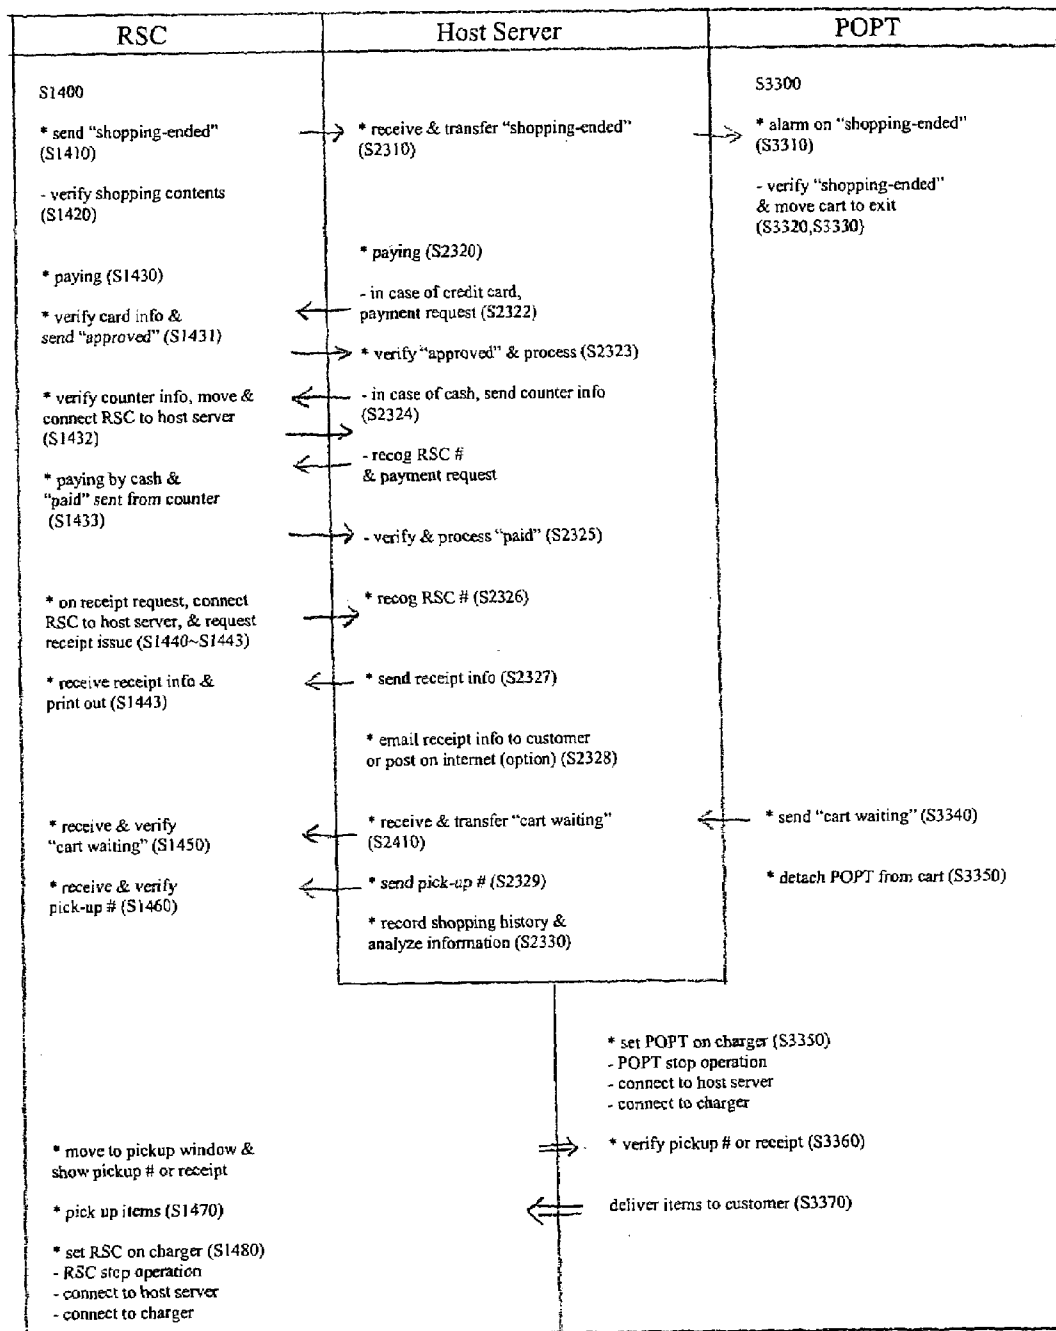 RSC
Host Server
POPT
S1400
* send "shopping-ended"
(S1410)
- verify shopping contents
(S1420)
* paying (S1430)
* verify card info &
send "approved" (S1431)
* verify counter info, move &
connect RSC to host server
(S1432)
* paying by cash &
"paid" sent from counter
(S1433)
* on receipt request, connect
RSC to host server, & request
receipt issue (S1440~S1443)
* receive receipt info &
print out (S1443)
* receive & verify
"cart waiting" (S1450)
* receive & verify
pick-up # (S1460)
* receive & transfer "shopping-ended"
(S2310)
* paying (S2320)
- in case of credit card,
payment request (S2322)
* verify "approved" & process (S2323)
- in case of cash, send counter info
(S2324)
- recog RSC #
& payment request
- verify & process "paid" (S2325)
* recog RSC # (S2326)
* send receipt info (S2327)
* email receipt info to customer
or post on internet (option) (S2328)
* receive & transfer "cart waiting"
(S2410)
* send pick-up # (S2329)
* record shopping history &
analyze information (S2330)
S3300
* alarm on "shopping-ended"
(S3310)
- verify "shopping-ended"
& move cart to exit
(S3320,S3330)
* send "cart waiting" (S3340)
* detach POPT from cart (S3350)
* set POPT on charger (S3350)
- POPT stop operation
- connect to host server
- connect to charger
* move to pickup window &
show pickup # or receipt
* verify pickup # or receipt (S3360)
* pick up items (S1470)
deliver items to customer (S3370)
* set RSC on charger (S1480)
- RSC stop operation
- connect to host server
- connect to charger